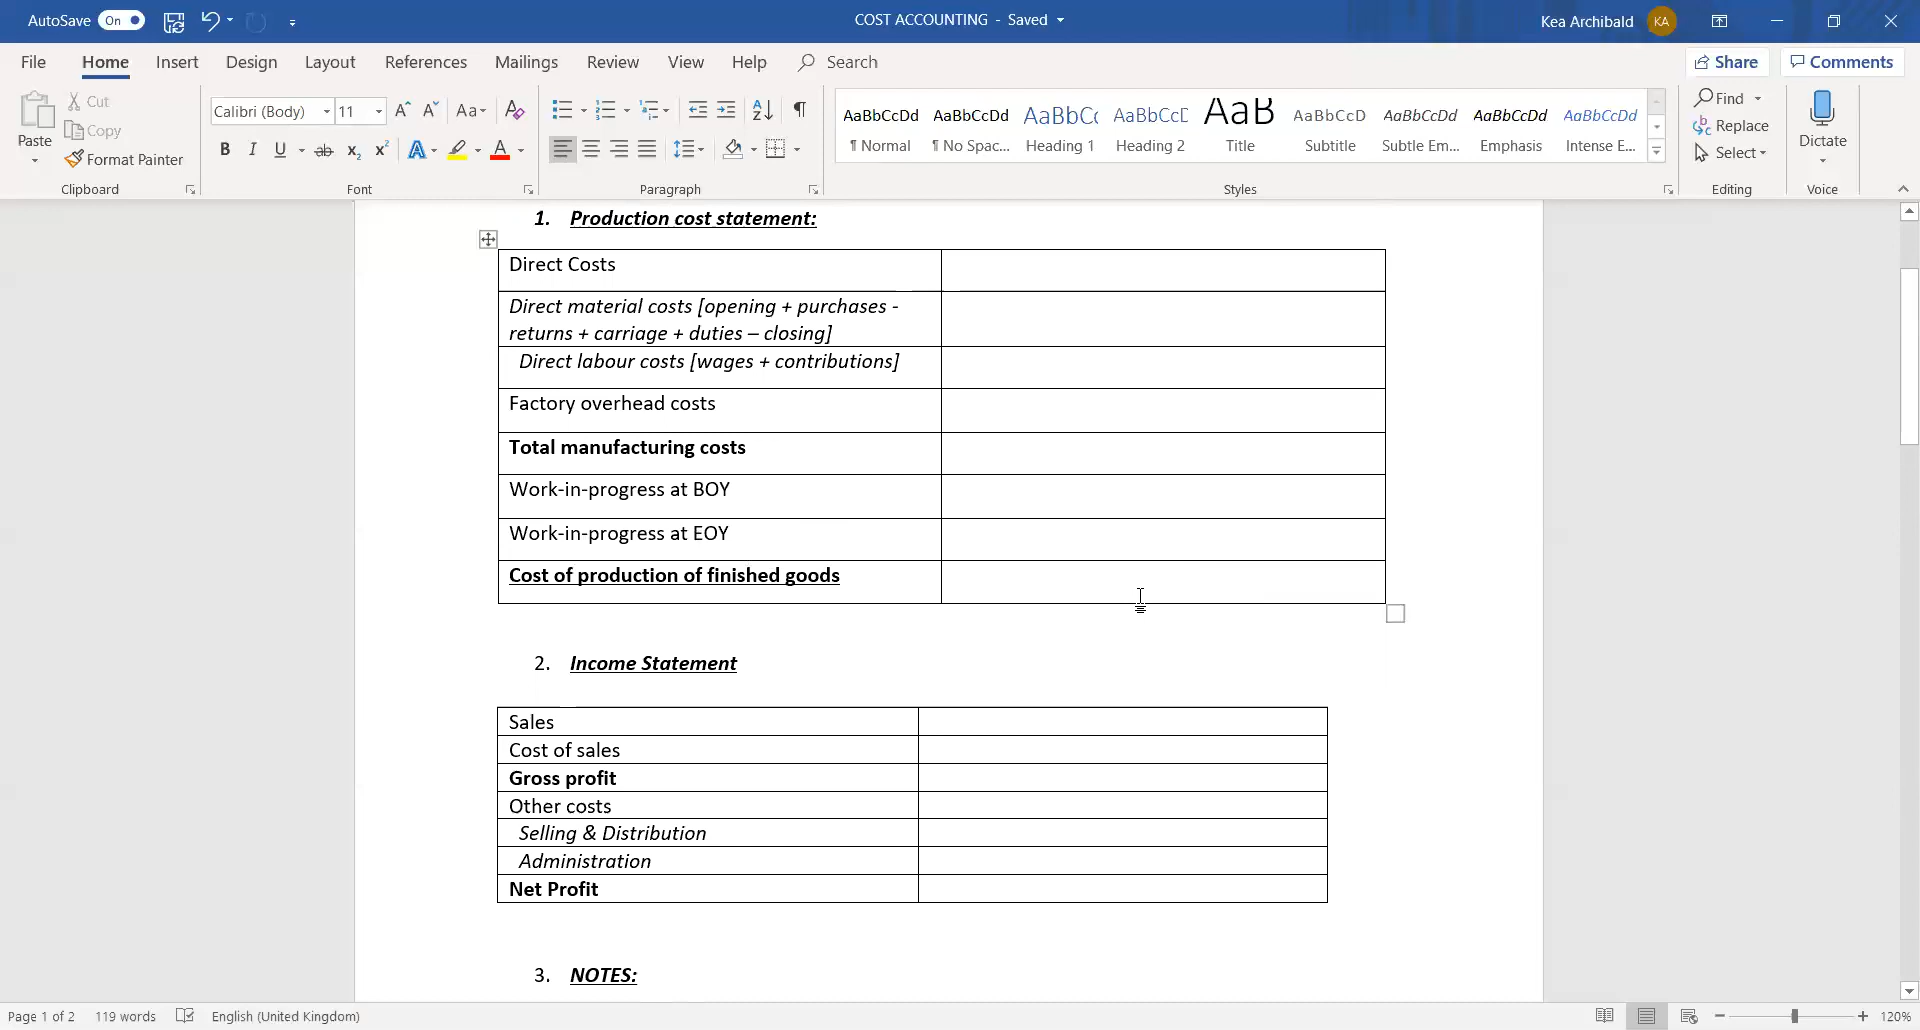 AutoSave On COST ACCOUNTING - Saved Kea Archibald KA
File Home Insert Design Layout References Mailings Review View Help Search Share Comments
Paste
Cut
Copy
Format Painter
Clipboard
Calibri (Body) 11
Font
Paragraph
AaBbCcDd AaBbCcDd AaBbCc AaBbCcD AaB AaBbCcD AaBbCcDd AaBbCcDd AaBbCcDd
¶ Normal ¶ No Spac... Heading 1 Heading 2 Title Subtitle Subtle Em... Emphasis Intense E...
Styles
Find
Replace
Select
Editing
Dictate
Voice
1. Production cost statement:
Direct Costs
Direct material costs [opening + purchases -
returns + carriage + duties – closing]
Direct labour costs [wages + contributions]
Factory overhead costs
Total manufacturing costs
Work-in-progress at BOY
Work-in-progress at EOY
Cost of production of finished goods
2. Income Statement
Sales
Cost of sales
Gross profit
Other costs
Selling & Distribution
Administration
Net Profit
3. NOTES:
Page 1 of 2 119 words English (United Kingdom) 120%